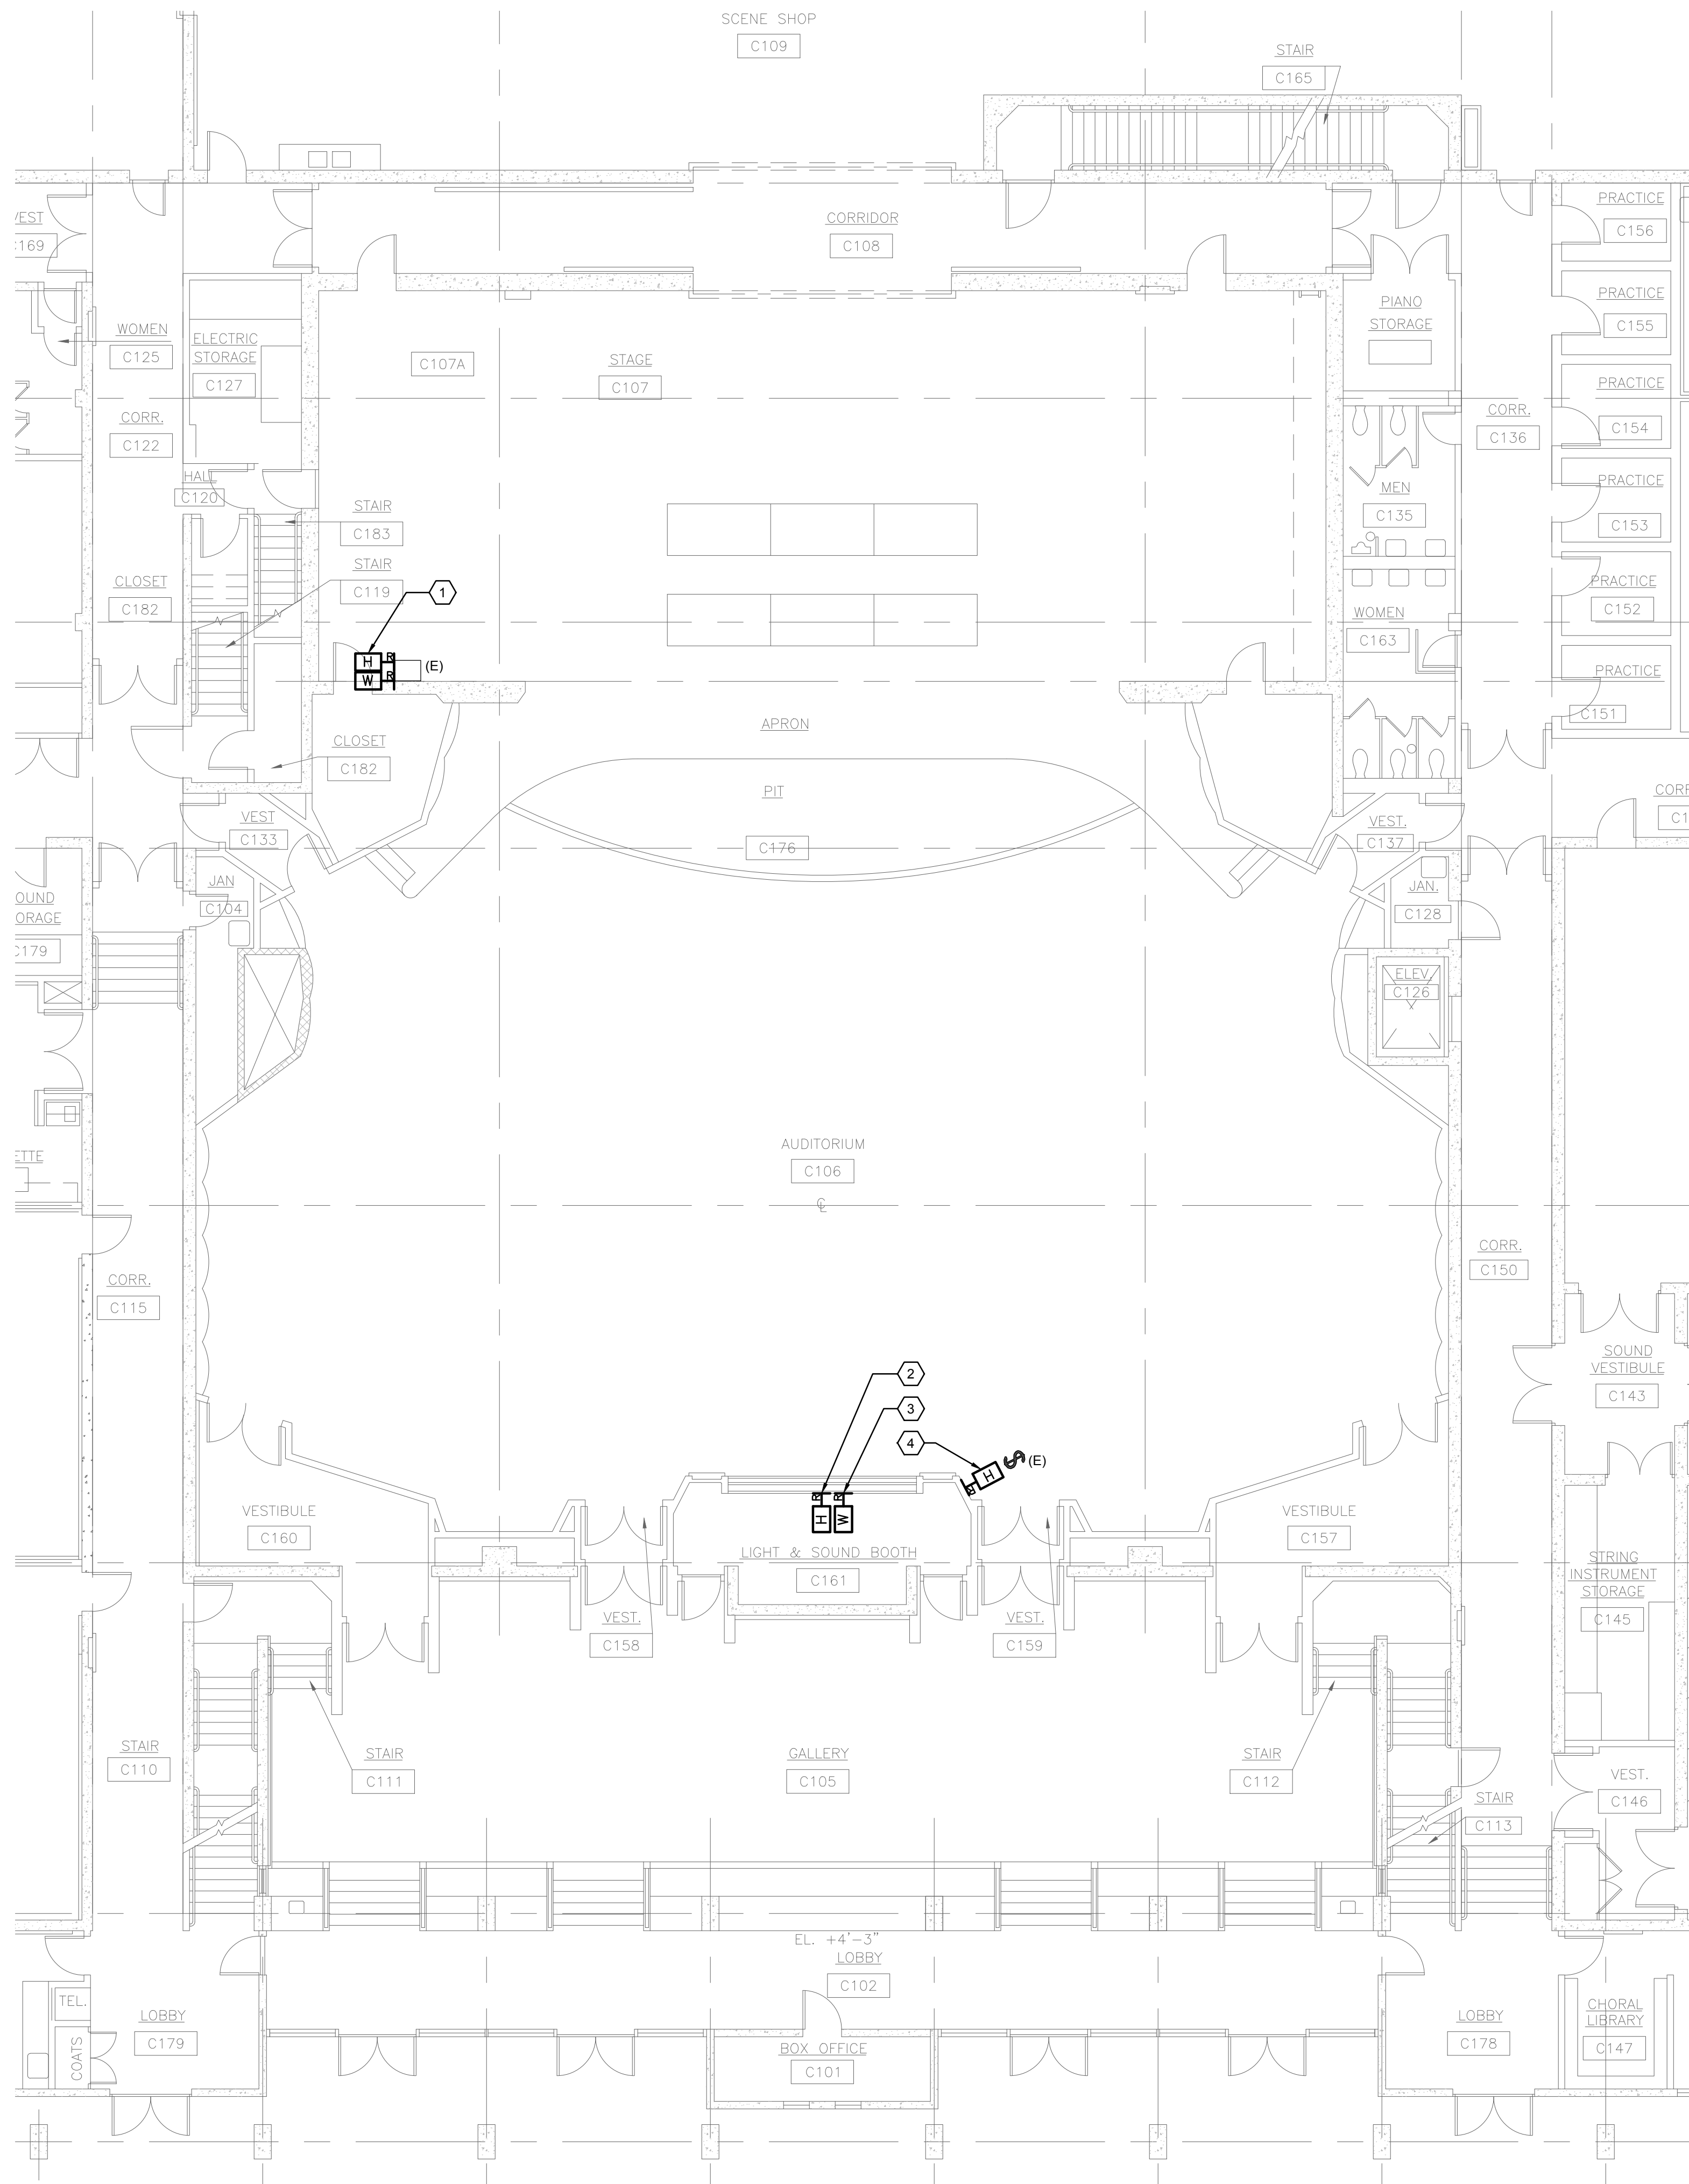 SCENE SHOP
C109
STAIR
C165
VEST
C169
CORRIDOR
C108
PRACTICE
C156
PRACTICE
C155
PIANO
STORAGE
WOMEN
C125
ELECTRIC
STORAGE
C127
C107A
STAGE
C107
PRACTICE
C154
CORR.
C122
CORR.
C136
HALL
C120
STAIR
C183
MEN
C135
PRACTICE
C153
STAIR
C119
1
CLOSET
C182
PRACTICE
C152
WOMEN
C163
H R
W R
(E)
PRACTICE
C151
APRON
CLOSET
C182
PIT
C176
VEST
C133
VEST.
C137
JAN
C104
JAN.
C128
C179
ELEV.
C126
AUDITORIUM
C106
CL
CORR.
C115
CORR.
C150
SOUND
VESTIBULE
C143
2
3
4
H R
S
(E)
R R
H W
VESTIBULE
C160
VESTIBULE
C157
LIGHT & SOUND BOOTH
C161
STRING
INSTRUMENT
STORAGE
C145
VEST.
C158
VEST.
C159
STAIR
C110
STAIR
C111
GALLERY
C105
STAIR
C112
VEST.
C146
STAIR
C113
EL. +4'-3"
LOBBY
C102
TEL.
COATS
LOBBY
C179
BOX OFFICE
C101
LOBBY
C178
CHORAL
LIBRARY
C147